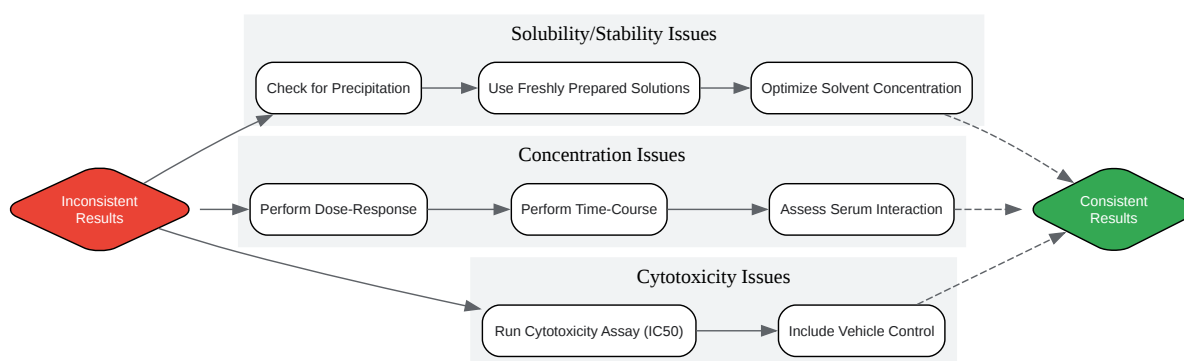 Solubility/Stability Issues
Check for Precipitation
Use Freshly Prepared Solutions
Optimize Solvent Concentration
Concentration Issues
Inconsistent
Results
Perform Dose-Response
Perform Time-Course
Assess Serum Interaction
Consistent
Results
Cytotoxicity Issues
Run Cytotoxicity Assay (IC50)
Include Vehicle Control